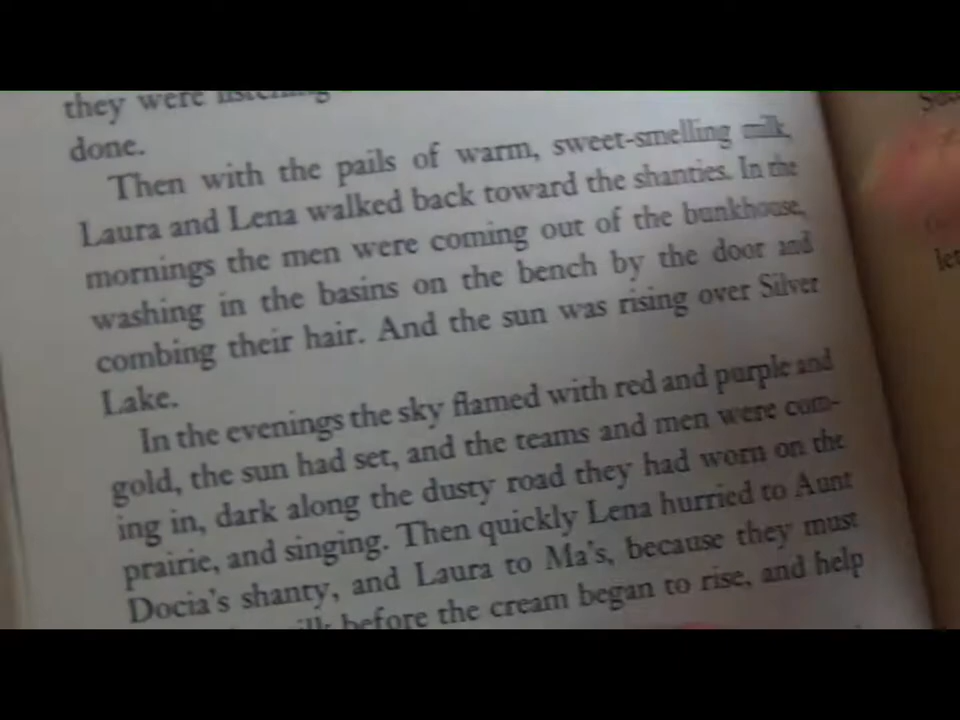 they were listening
done.
Then with the pails of warm, sweet-smelling milk,
Laura and Lena walked back toward the shanties. In the
mornings the men were coming out of the bunkhouse,
washing in the basins on the bench by the door and
combing their hair. And the sun was rising over Silver
Lake.
In the evenings the sky flamed with red and purple and
gold, the sun had set, and the teams and men were com-
ing in, dark along the dusty road they had worn on the
prairie, and singing. Then quickly Lena hurried to Aunt
Docia's shanty, and Laura to Ma's, because they must
before the cream began to rise, and help